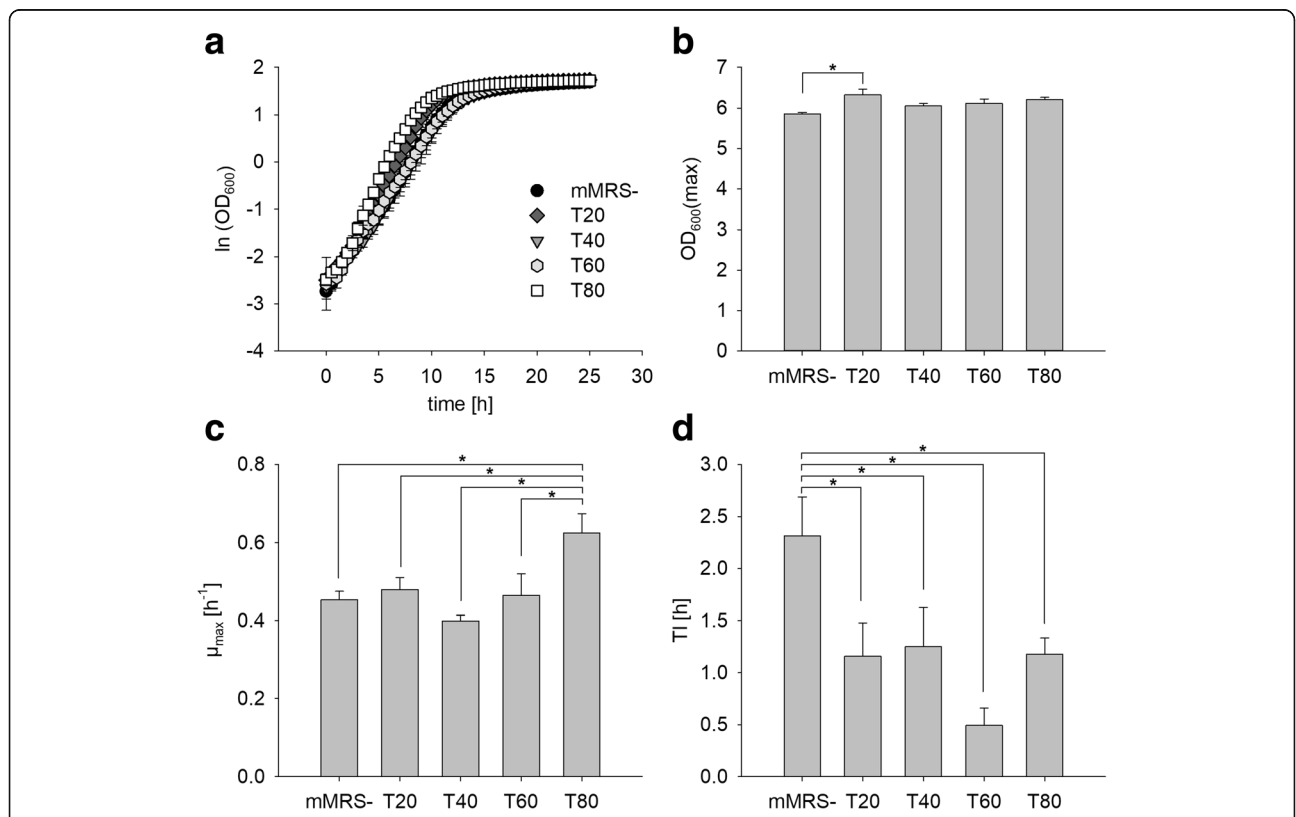 a
2
1
0
-1
-2
-3
-4
ln (OD600)
0 5 10 15 20 25 30
time [h]
mMRS-
T20
T40
T60
T80
b
*
7
6
5
4
3
2
1
0
OD600(max)
mMRS- T20 T40 T60 T80
c
*
*
*
*
0.8
0.6
0.4
0.2
0.0
µmax [h-1]
mMRS- T20 T40 T60 T80
d
*
*
*
*
3.0
2.5
2.0
1.5
1.0
0.5
0.0
Tl [h]
mMRS- T20 T40 T60 T80